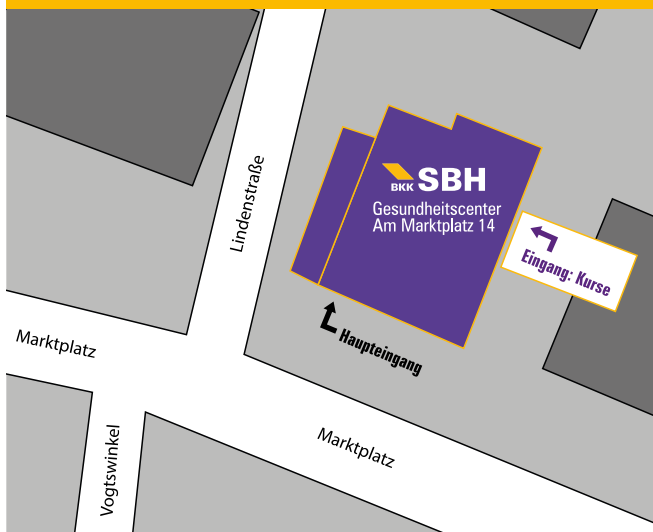 Lindenstraße
BKK SBH
Gesundheitscenter
Am Marktplatz 14
Eingang: Kurse
Haupteingang
Marktplatz
Marktplatz
Vogtswinkel